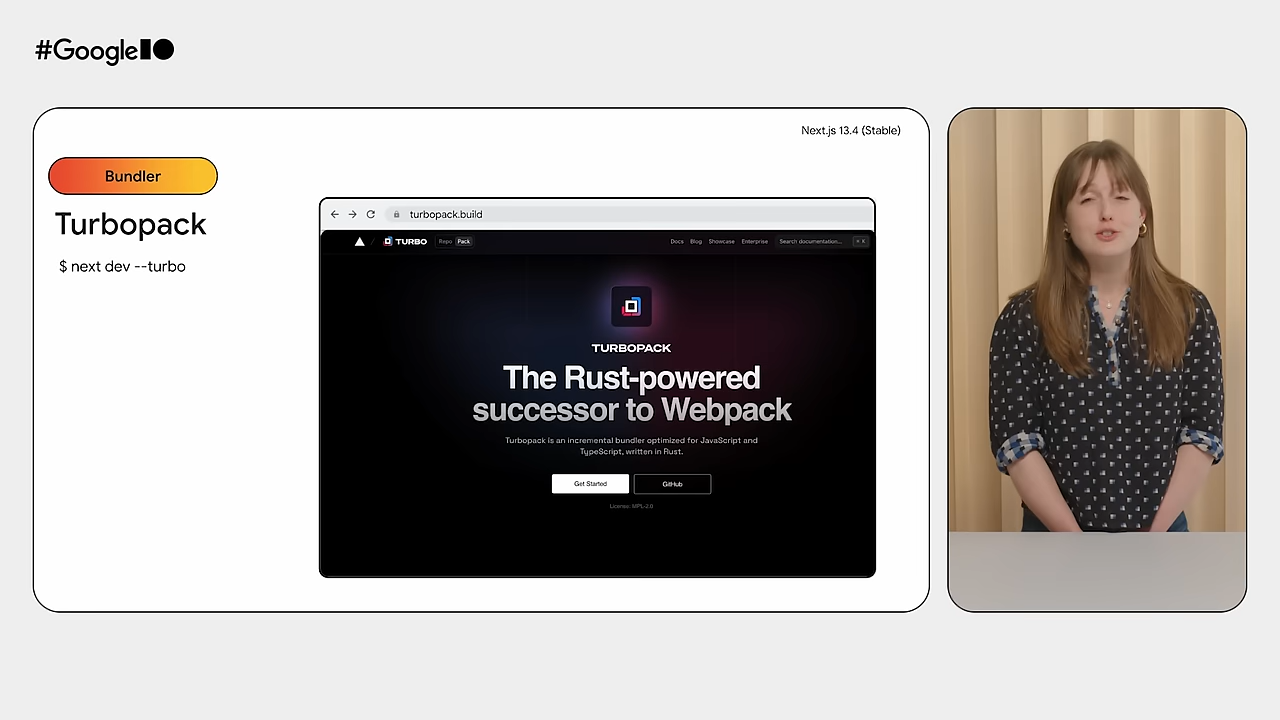 #GoogleIO
Next.js 13.4 (Stable)
Bundler
Turbopack
$ next dev --turbo
turbopack.build
TURBO Repo Pack Docs Blog Showcase Enterprise Search documentation... ⌘ K
TURBOPACK
The Rust-powered
successor to Webpack
Turbopack is an incremental bundler optimized for JavaScript and
TypeScript, written in Rust.
Get Started GitHub
License: MPL-2.0